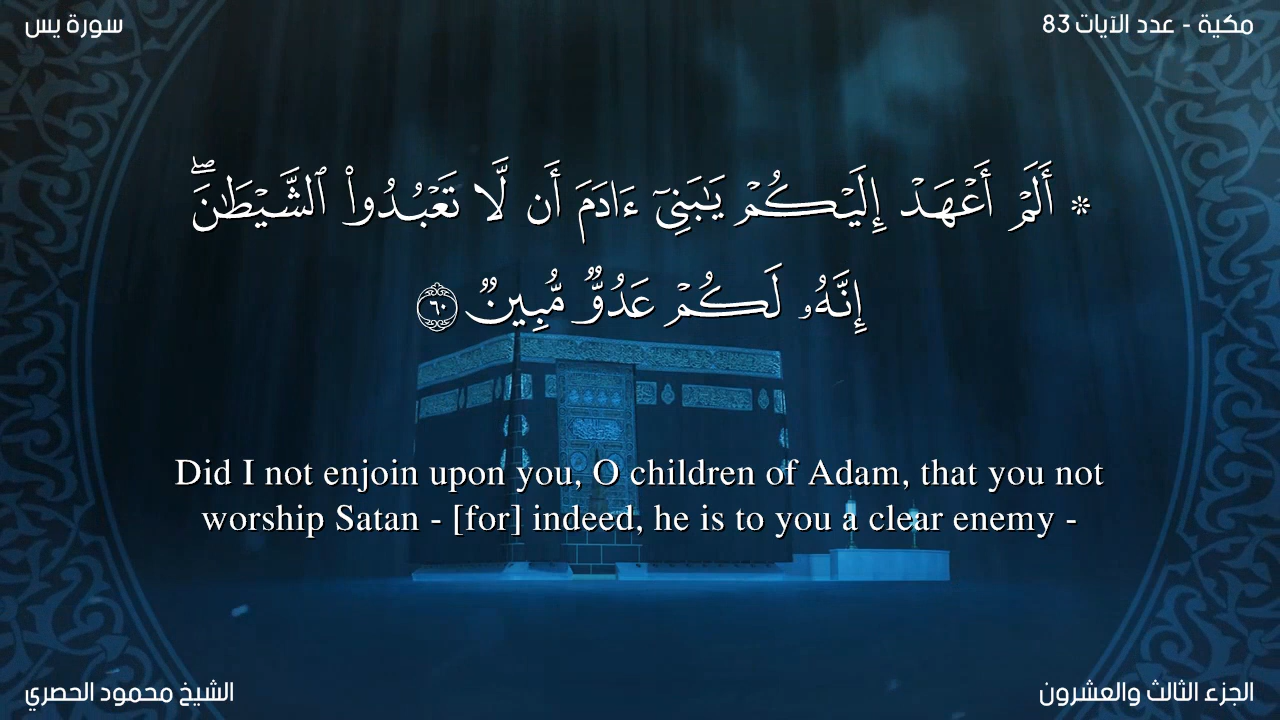 سورة يس
مكية - عدد الآيات 83
۞ أَلَمْ أَعْهَدْ إِلَيْكُمْ يَـٰبَنِىٓ ءَادَمَ أَن لَّا تَعْبُدُوا۟ ٱلشَّيْطَـٰنَ ۖ
إِنَّهُۥ لَكُمْ عَدُوٌّ مُّبِينٌ ٦٠
Did I not enjoin upon you, O children of Adam, that you not
worship Satan - [for] indeed, he is to you a clear enemy -
الشيخ محمود الحصري
الجزء الثالث والعشرون